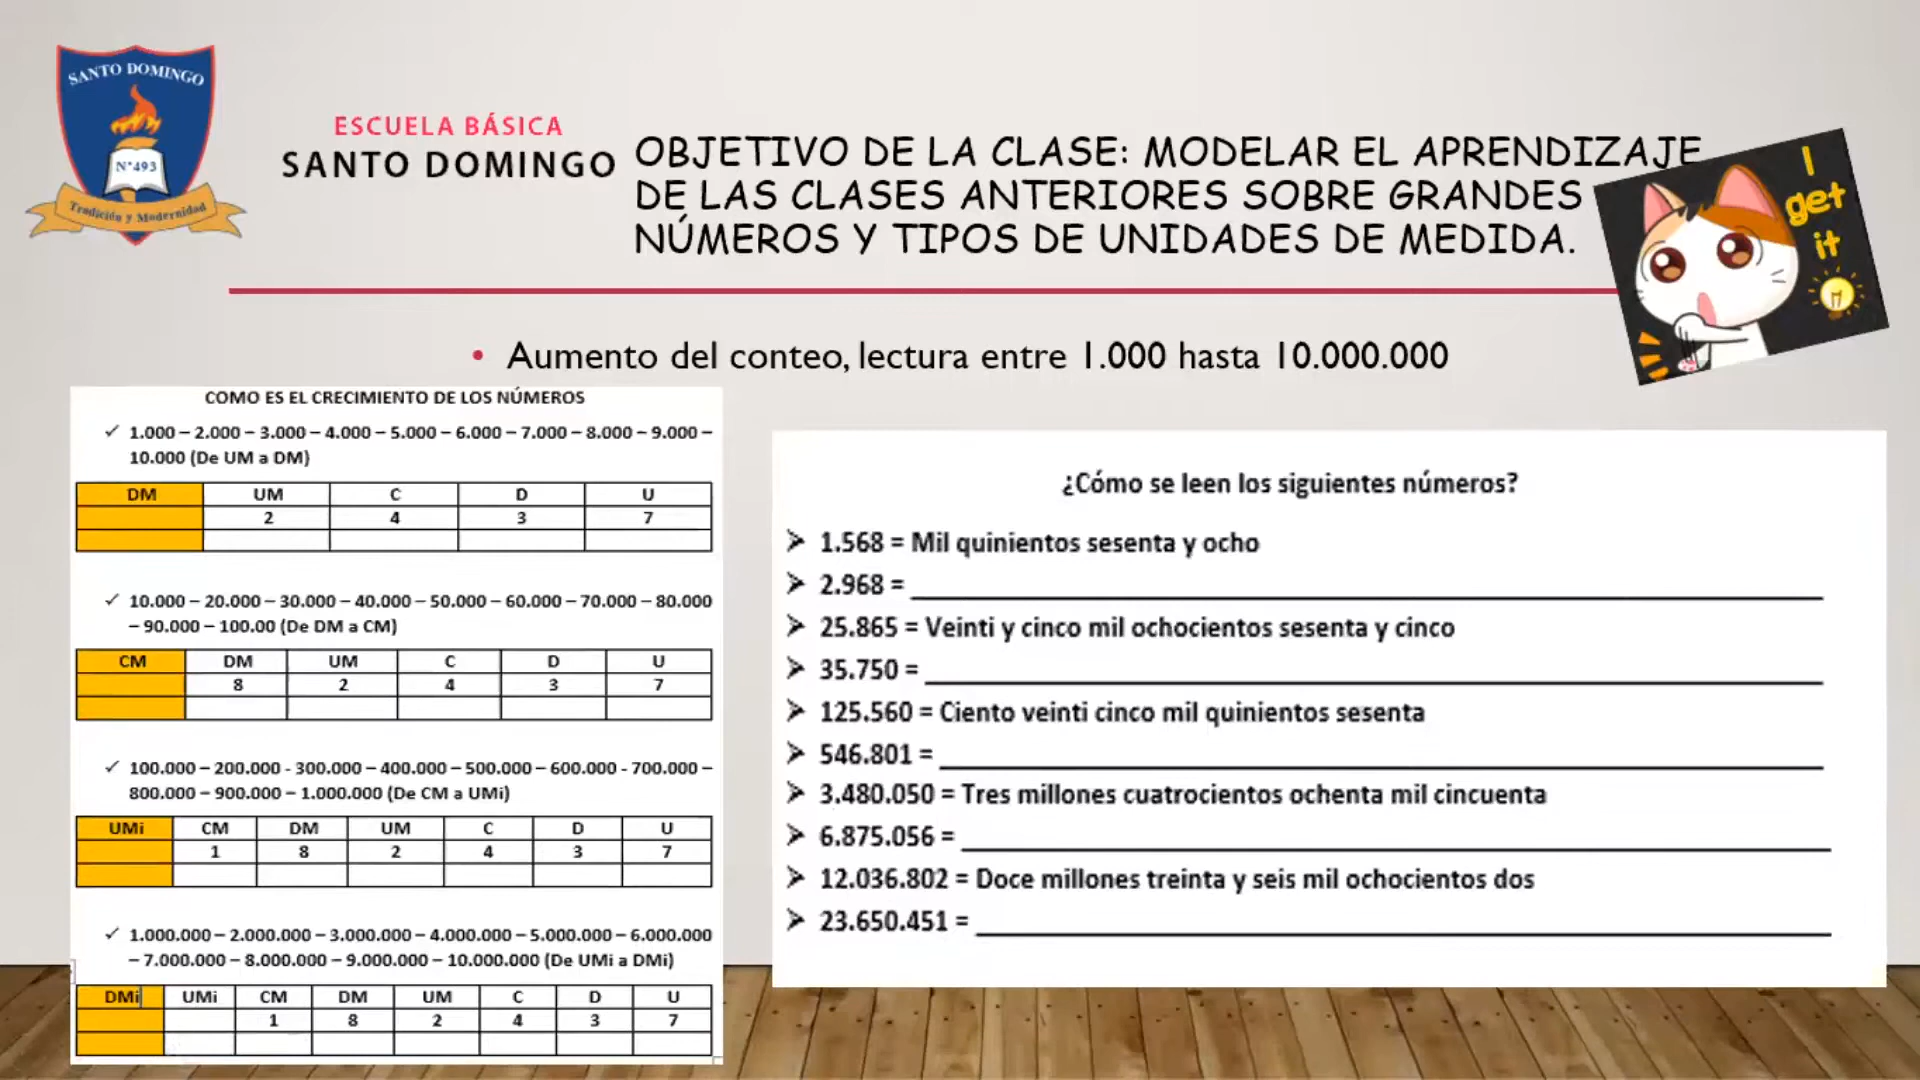 SANTO DOMINGO
N°493
Tradición y Modernidad
ESCUELA BÁSICA
SANTO DOMINGO
OBJETIVO DE LA CLASE: MODELAR EL APRENDIZAJE
DE LAS CLASES ANTERIORES SOBRE GRANDES
NÚMEROS Y TIPOS DE UNIDADES DE MEDIDA.
I
get
it
• Aumento del conteo, lectura entre 1.000 hasta 10.000.000
COMO ES EL CRECIMIENTO DE LOS NÚMEROS
✓ 1.000 – 2.000 – 3.000 – 4.000 – 5.000 – 6.000 – 7.000 – 8.000 – 9.000 –
10.000 (De UM a DM)
DM UM C D U
2 4 3 7
✓ 10.000 – 20.000 – 30.000 – 40.000 – 50.000 – 60.000 – 70.000 – 80.000
– 90.000 – 100.00 (De DM a CM)
CM DM UM C D U
8 2 4 3 7
✓ 100.000 – 200.000 - 300.000 – 400.000 – 500.000 – 600.000 - 700.000 –
800.000 – 900.000 – 1.000.000 (De CM a UMi)
UMi CM DM UM C D U
1 8 2 4 3 7
✓ 1.000.000 – 2.000.000 – 3.000.000 – 4.000.000 – 5.000.000 – 6.000.000
– 7.000.000 – 8.000.000 – 9.000.000 – 10.000.000 (De UMi a DMi)
DMi UMi CM DM UM C D U
1 8 2 4 3 7
¿Cómo se leen los siguientes números?
➢ 1.568 = Mil quinientos sesenta y ocho
➢ 2.968 = ____________________
➢ 25.865 = Veinti y cinco mil ochocientos sesenta y cinco
➢ 35.750 = ____________________
➢ 125.560 = Ciento veinti cinco mil quinientos sesenta
➢ 546.801 = ____________________
➢ 3.480.050 = Tres millones cuatrocientos ochenta mil cincuenta
➢ 6.875.056 = ____________________
➢ 12.036.802 = Doce millones treinta y seis mil ochocientos dos
➢ 23.650.451 = ____________________